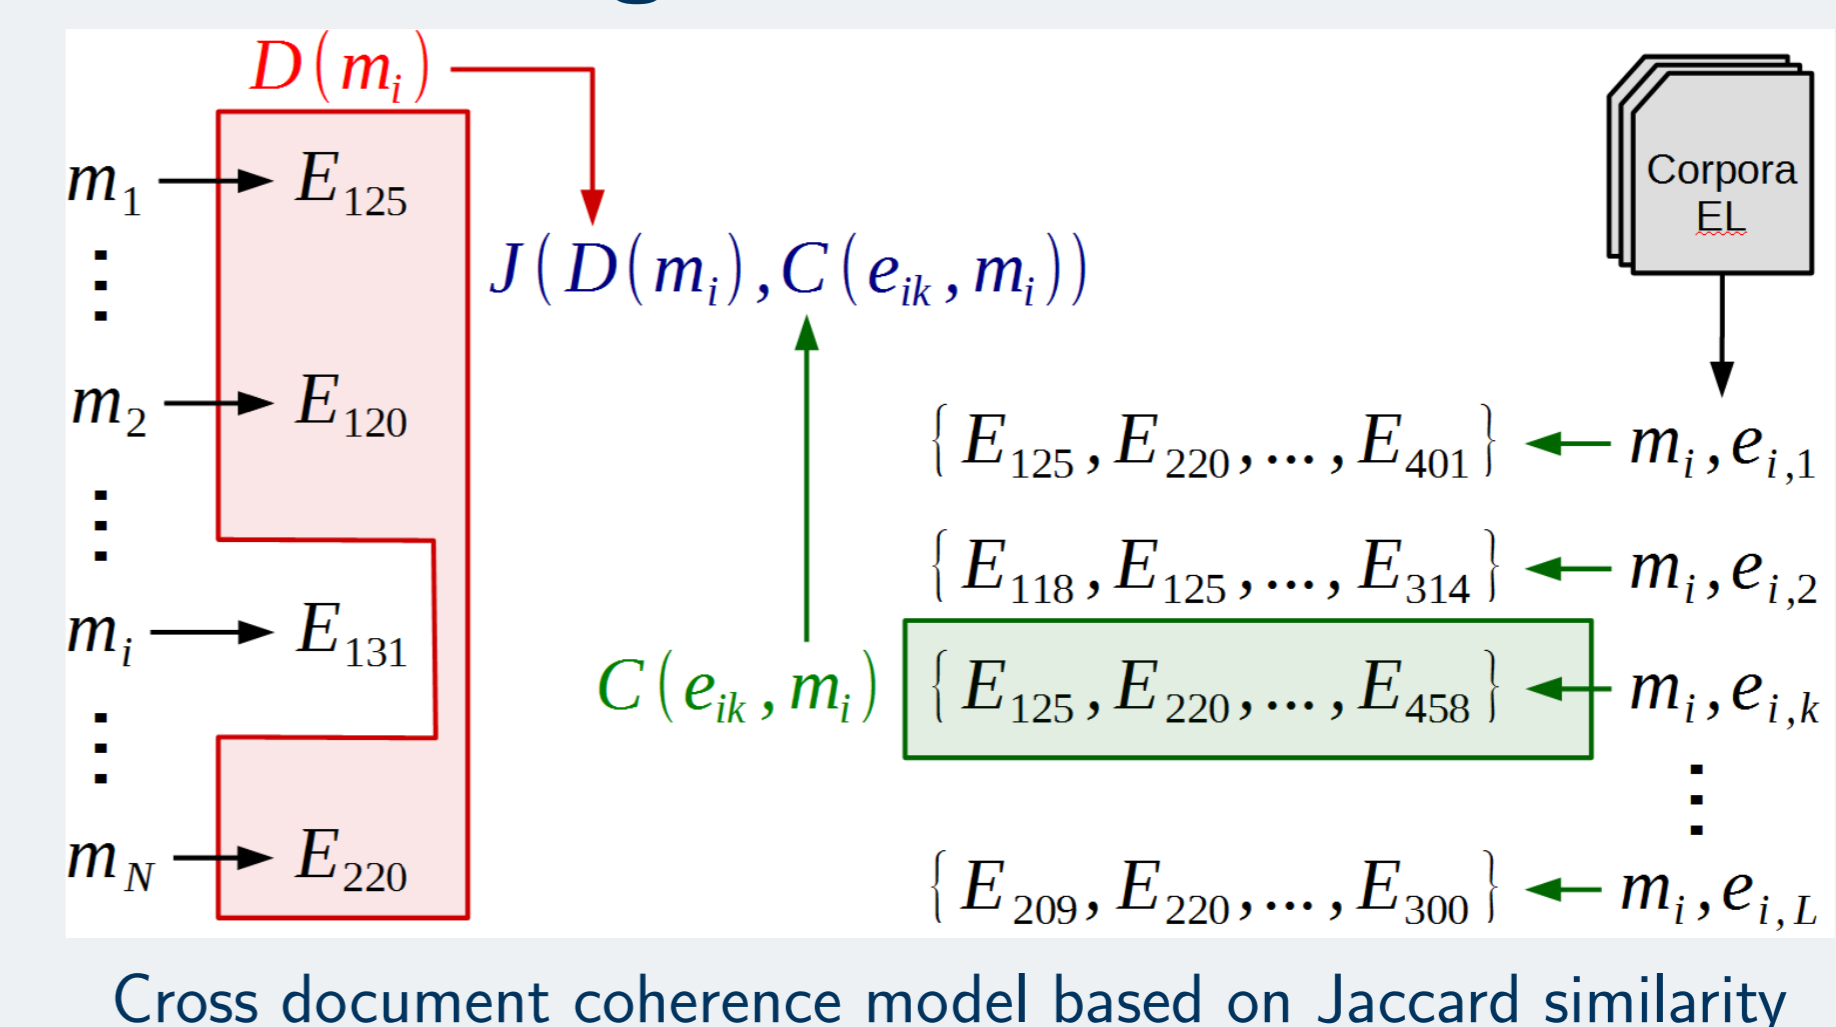 D(m_i)
m_1 E_125
m_2 E_120
m_i E_131
m_N E_220
J(D(m_i),C(e_ik,m_i))
C(e_ik,m_i)
Corpora
EL
{E_125,E_220,...,E_401} m_i,e_i,1
{E_118,E_125,...,E_314} m_i,e_i,2
{E_125,E_220,...,E_458} m_i,e_i,k
{E_209,E_220,...,E_300} m_i,e_i,L
Cross document coherence model based on Jaccard similarity